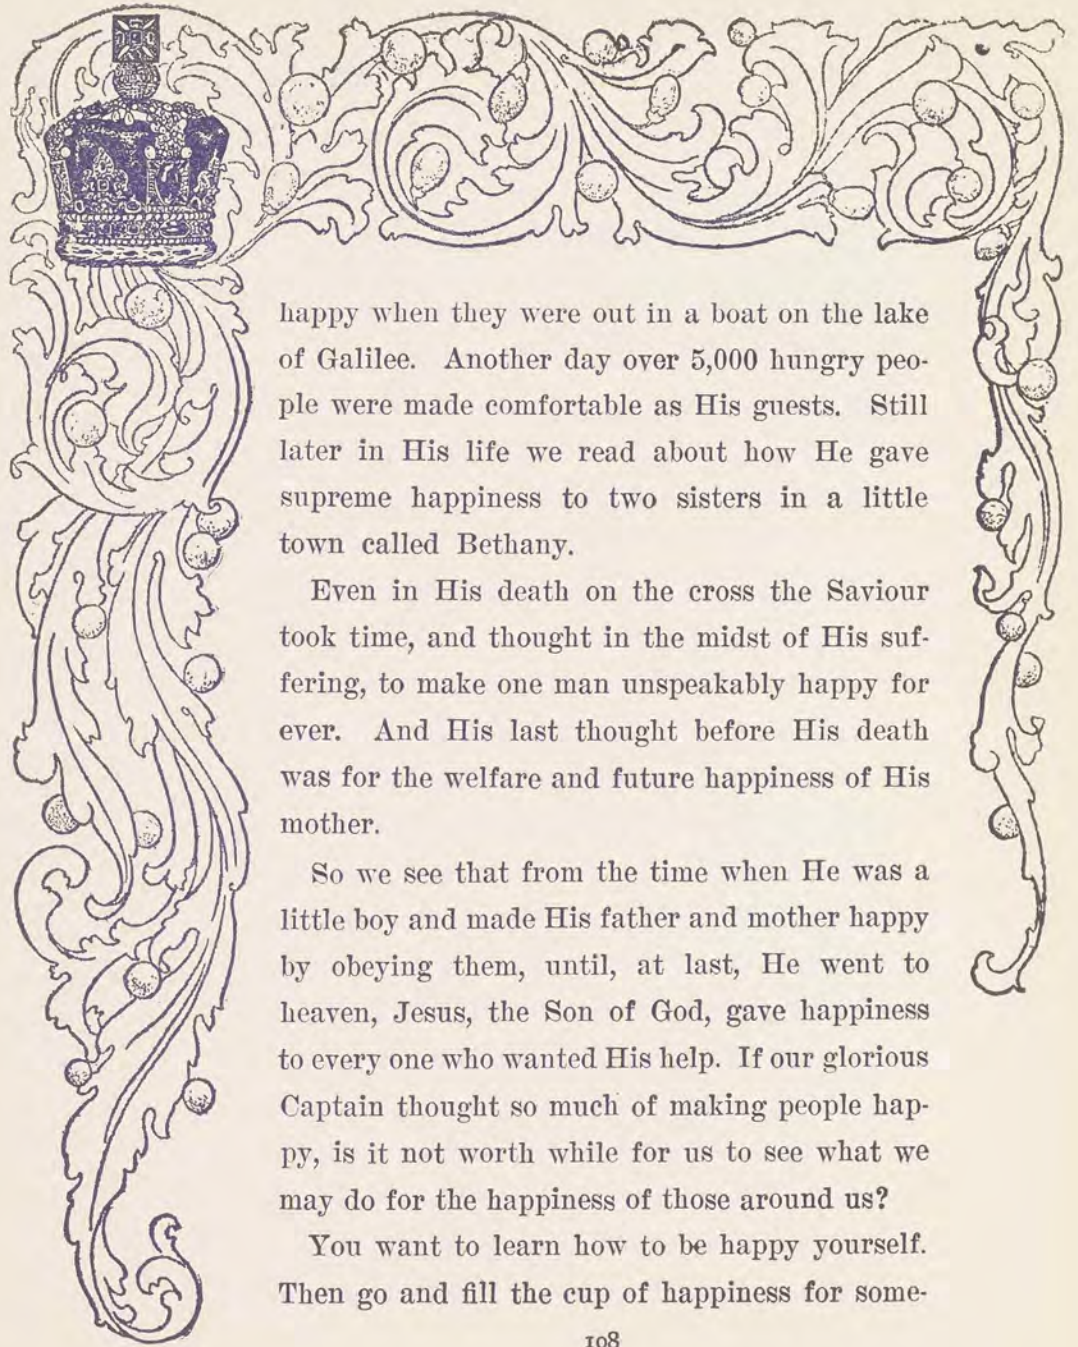 happy when they were out in a boat on the lake
of Galilee. Another day over 5,000 hungry peo-
ple were made comfortable as His guests. Still
later in His life we read about how He gave
supreme happiness to two sisters in a little
town called Bethany.
Even in His death on the cross the Saviour
took time, and thought in the midst of His suf-
fering, to make one man unspeakably happy for
ever. And His last thought before His death
was for the welfare and future happiness of His
mother.
So we see that from the time when He was a
little boy and made His father and mother happy
by obeying them, until, at last, He went to
heaven, Jesus, the Son of God, gave happiness
to every one who wanted His help. If our glorious
Captain thought so much of making people hap-
py, is it not worth while for us to see what we
may do for the happiness of those around us?
You want to learn how to be happy yourself.
Then go and fill the cup of happiness for some-
108